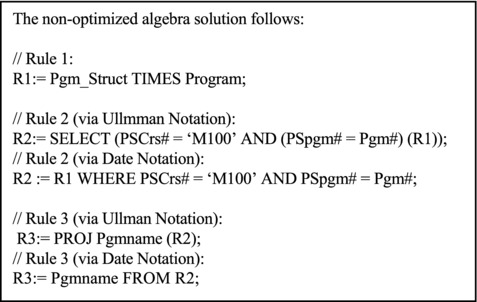 The non-optimized algebra solution follows:
// Rule 1:
R1:= Pgm_Struct TIMES Program;
// Rule 2 (via Ullmman Notation):
R2:= SELECT (PSCrs# = ‘M100’ AND (PSpgm# = Pgm#) (R1));
// Rule 2 (via Date Notation):
R2 := R1 WHERE PSCrs# = ‘M100’ AND PSpgm# = Pgm#;
// Rule 3 (via Ullman Notation):
R3:= PROJ Pgmname (R2);
// Rule 3 (via Date Notation):
R3:= Pgmname FROM R2;